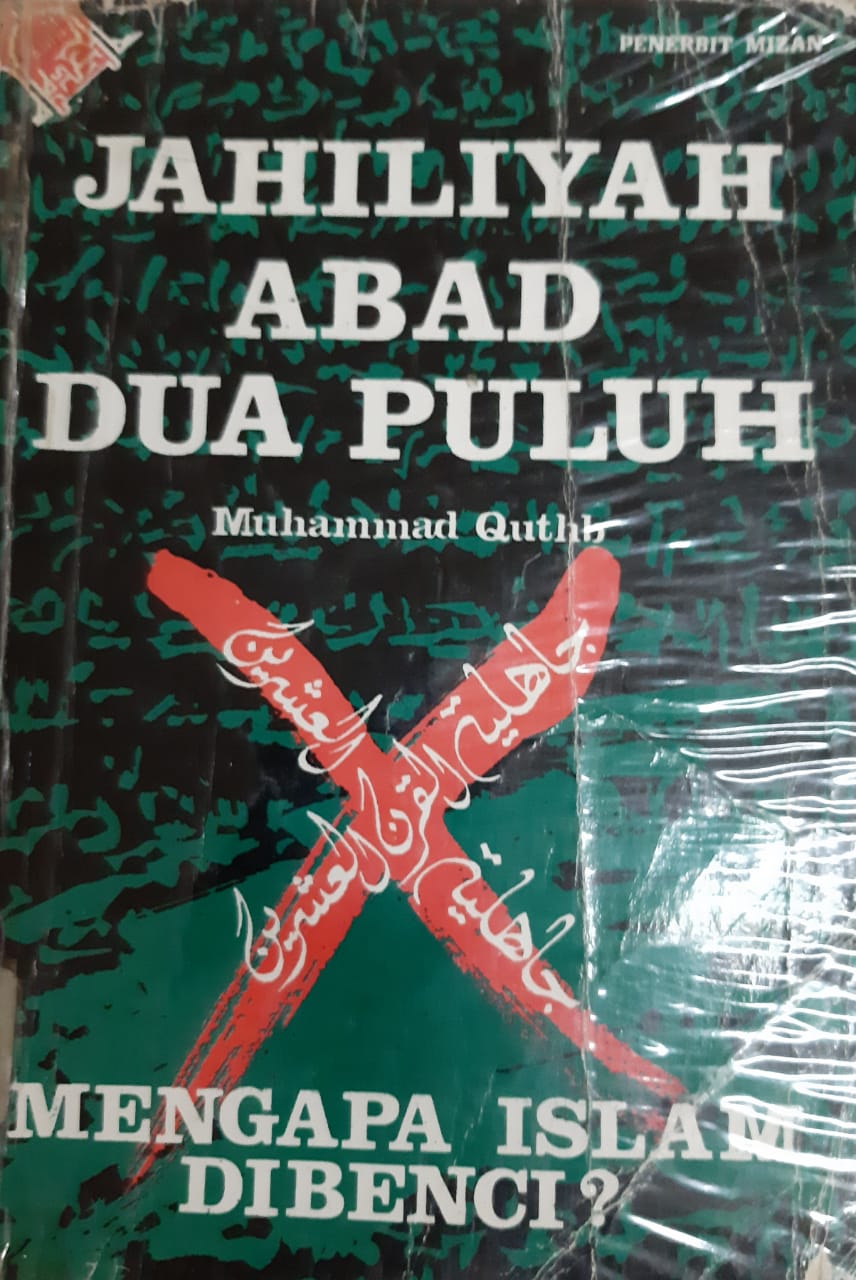 PENERBIT MIZAN
JAHILIYAH
ABAD
DUA PULUH
Muhammad Quthb
جاهلية القرن العشرين
جاهلية القرن العشرين
MENGAPA ISLAM
DIBENCI?